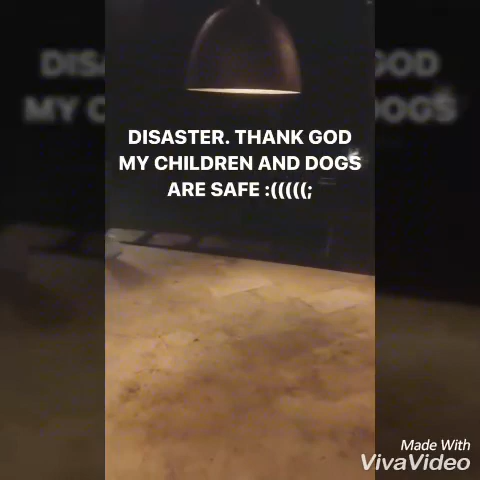 DISASTER. THANK GOD
MY CHILDREN AND DOGS
ARE SAFE :(((((;
Made With
VivaVideo